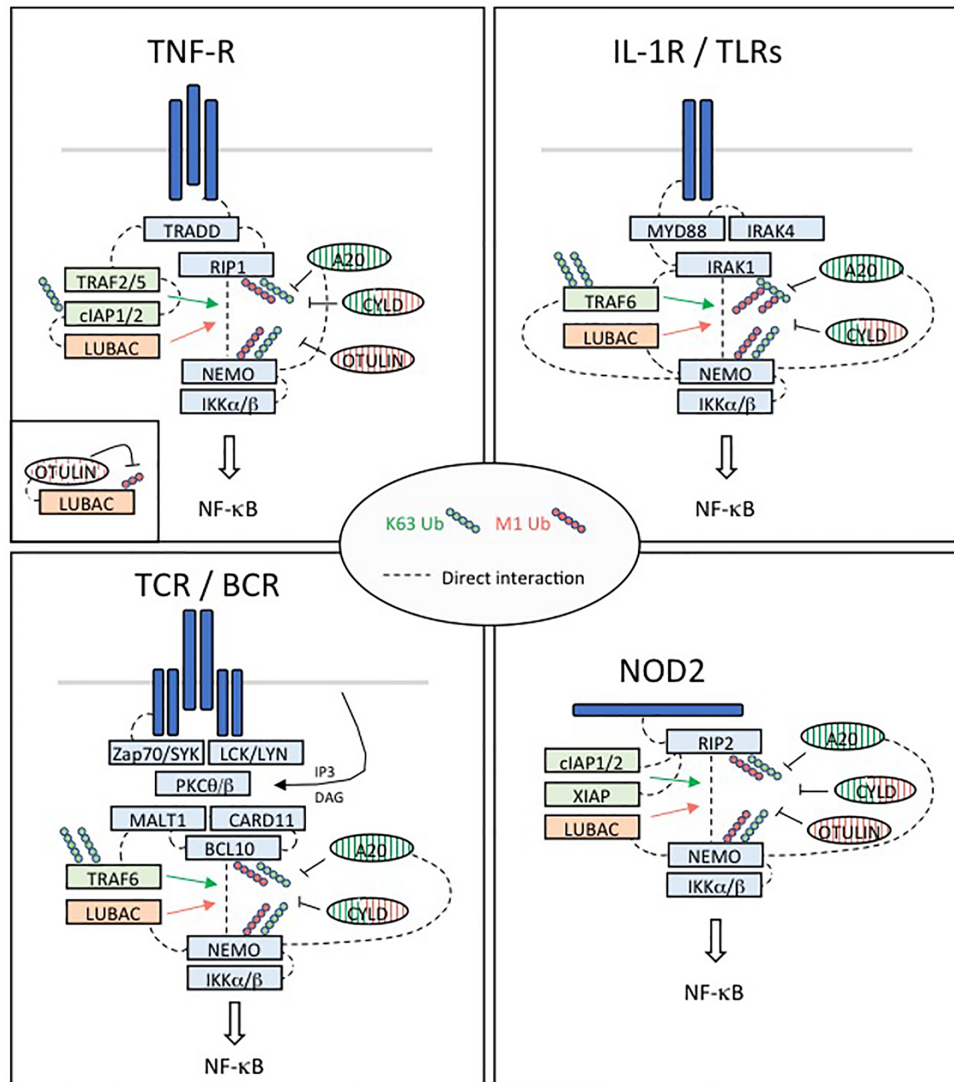 TNF-R
TRADD
RIP1
A20
TRAF2/5
CYLD
cIAP1/2
LUBAC
OTULIN
NEMO
IKKα/β
NF-κB
OTULIN
LUBAC
IL-1R / TLRs
MYD88
IRAK4
IRAK1
A20
TRAF6
LUBAC
CYLD
NEMO
IKKα/β
NF-κB
K63 Ub
M1 Ub
Direct interaction
TCR / BCR
Zap70/SYK
LCK/LYN
PKCθ/β
IP3
DAG
MALT1
CARD11
BCL10
A20
TRAF6
LUBAC
CYLD
NEMO
IKKα/β
NF-κB
NOD2
RIP2
A20
cIAP1/2
XIAP
CYLD
LUBAC
OTULIN
NEMO
IKKα/β
NF-κB